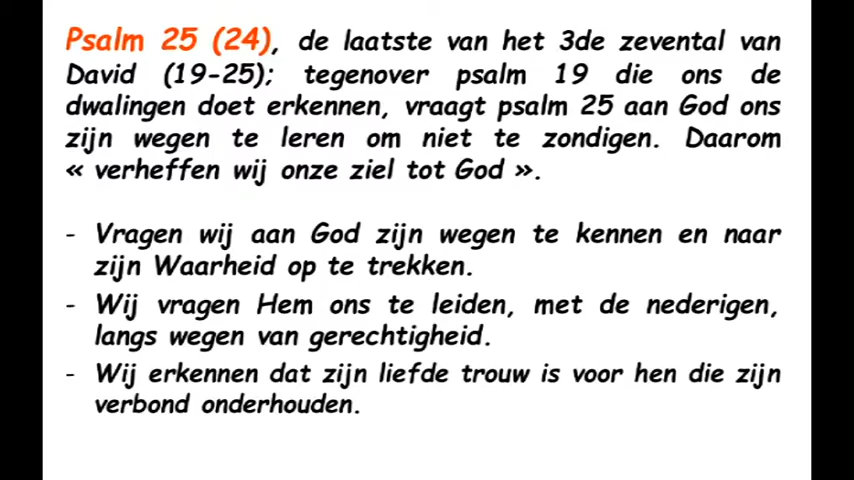 Psalm 25 (24), de laatste van het 3de zevental van
David (19-25); tegenover psalm 19 die ons de
dwalingen doet erkennen, vraagt psalm 25 aan God ons
zijn wegen te leren om niet te zondigen. Daarom
« verheffen wij onze ziel tot God ».
- Vragen wij aan God zijn wegen te kennen en naar
zijn Waarheid op te trekken.
- Wij vragen Hem ons te leiden, met de nederigen,
langs wegen van gerechtigheid.
- Wij erkennen dat zijn liefde trouw is voor hen die zijn
verbond onderhouden.